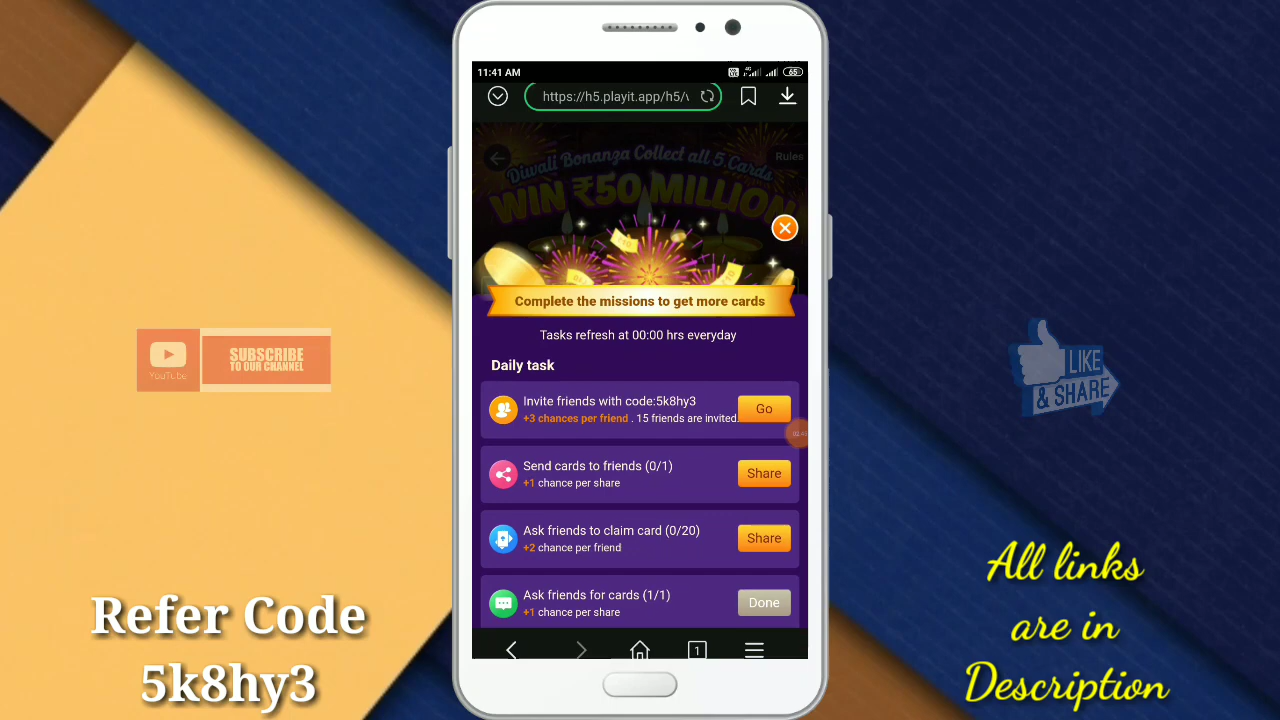 11:41 AM
4G
65
https://h5.playit.app/h5/v
Rules
Diwali Bonanza Collect all 5 Cards
WIN ₹50 MILLION
Complete the missions to get more cards
Tasks refresh at 00:00 hrs everyday
Daily task
Invite friends with code:5k8hy3
+3 chances per friend . 15 friends are invited.
Go
02:45
Send cards to friends (0/1)
+1 chance per share
Share
Ask friends to claim card (0/20)
+2 chance per friend
Share
Ask friends for cards (1/1)
+1 chance per share
Done
1
YouTube
SUBSCRIBE
TO OUR CHANNEL
LIKE
& SHARE
Refer Code
5k8hy3
All links
are in
Description